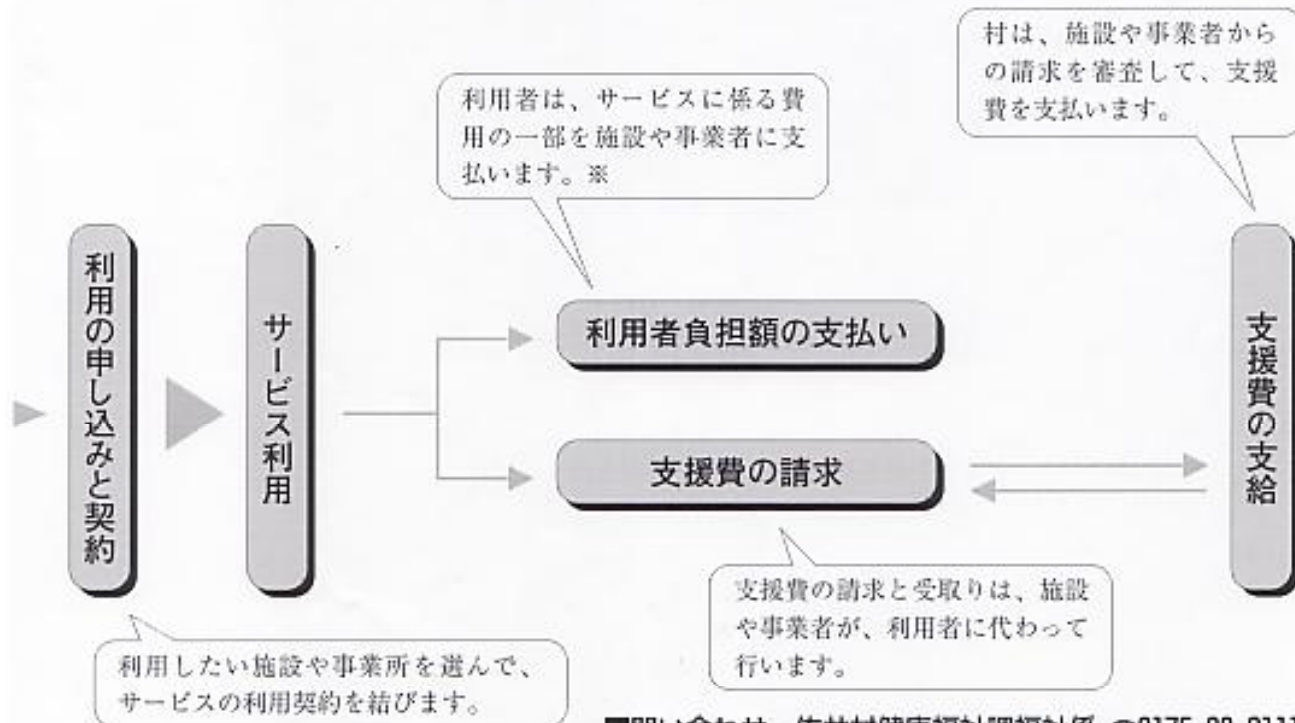 村は、施設や事業者から
の請求を審査して、支援
費を支払います。
利用者は、サービスに係る費
用の一部を施設や事業者に支
払います。※
利用の申し込みと契約
サービス利用
利用者負担額の支払い
支援費の請求
支援費の支給
支援費の請求と受取りは、施設
や事業者が、利用者に代わって
行います。
利用したい施設や事業所を選んで、
サービスの利用契約を結びます。